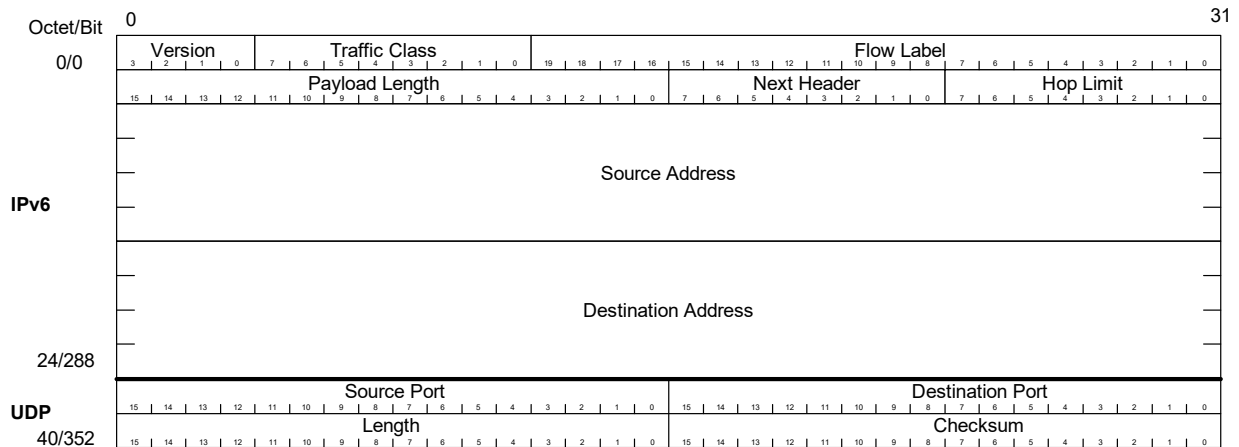 Octet/Bit 0 31
Version Traffic Class Flow Label
0/0 3 2 1 0 7 6 5 4 3 2 1 0 19 18 17 16 15 14 13 12 11 10 9 8 7 6 5 4 3 2 1 0
Payload Length Next Header Hop Limit
15 14 13 12 11 10 9 8 7 6 5 4 3 2 1 0 7 6 5 4 3 2 1 0 7 6 5 4 3 2 1 0
Source Address
IPv6
Destination Address
24/288
Source Port Destination Port
UDP 15 14 13 12 11 10 9 8 7 6 5 4 3 2 1 0 15 14 13 12 11 10 9 8 7 6 5 4 3 2 1 0
Length Checksum
40/352 15 14 13 12 11 10 9 8 7 6 5 4 3 2 1 0 15 14 13 12 11 10 9 8 7 6 5 4 3 2 1 0